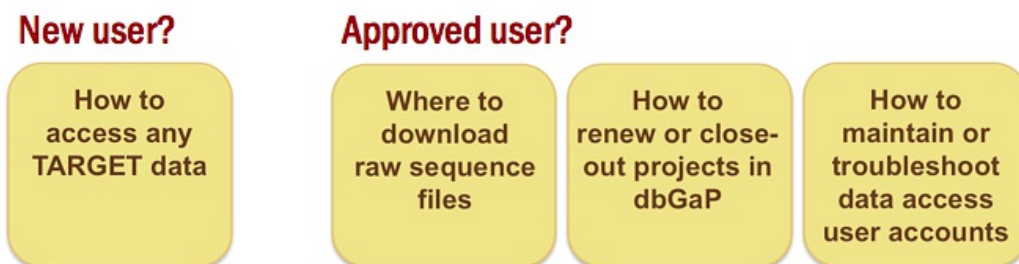 New user?
How to
access any
TARGET data
Approved user?
Where to
download
raw sequence
files
How to
renew or close-
out projects in
dbGaP
How to
maintain or
troubleshoot
data access
user accounts